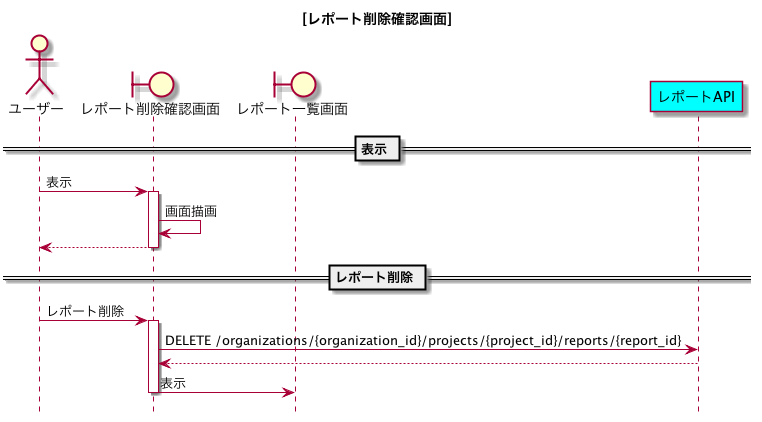 [レポート削除確認画面]
ユーザー
レポート削除確認画面
レポート一覧画面
レポートAPI
表示
表示
画面描画
レポート削除
レポート削除
DELETE /organizations/{organization_id}/projects/{project_id}/reports/{report_id}
表示